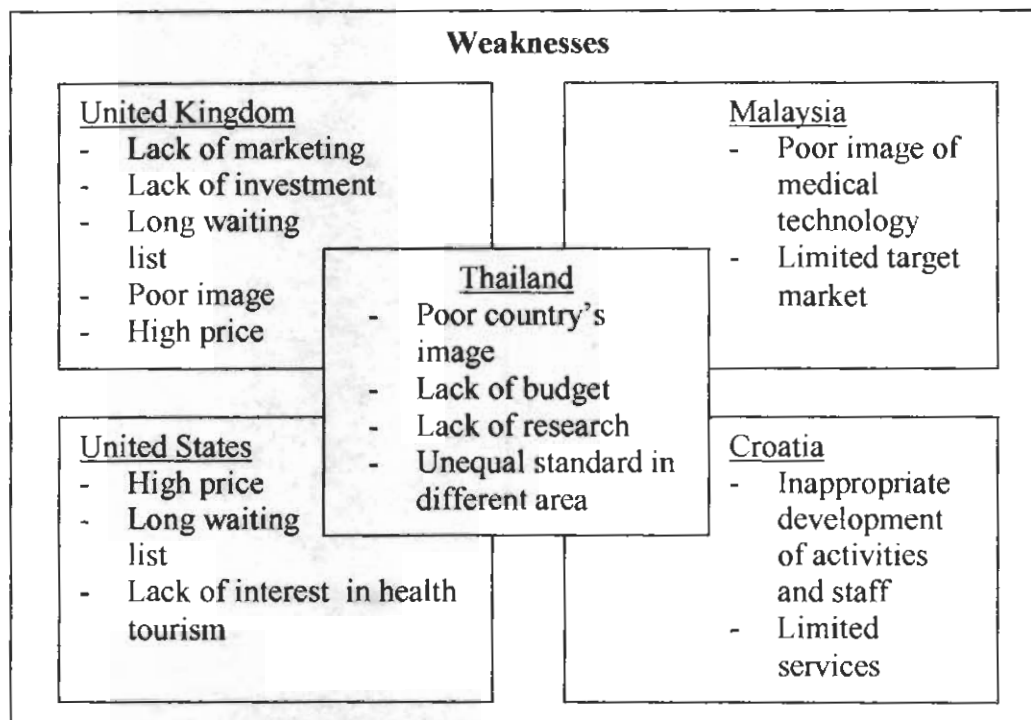 Weaknesses
United Kingdom
- Lack of marketing
- Lack of investment
- Long waiting
list
- Poor image
- High price
Malaysia
- Poor image of
medical
technology
- Limited target
market
Thailand
- Poor country's
image
- Lack of budget
- Lack of research
- Unequal standard in
different area
United States
- High price
- Long waiting
list
- Lack of interest in health
tourism
Croatia
- Inappropriate
development
of activities
and staff
- Limited
services